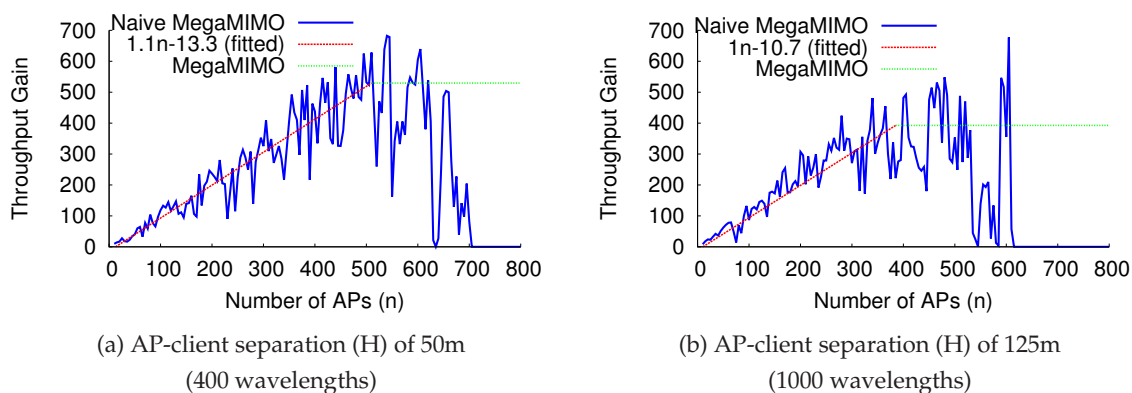 Naive MegaMIMO
1.1n-13.3 (fitted)
MegaMIMO
Throughput Gain
700
600
500
400
300
200
100
0
0 100 200 300 400 500 600 700 800
Number of APs (n)
(a) AP-client separation (H) of 50m
(400 wavelengths)
Naive MegaMIMO
1n-10.7 (fitted)
MegaMIMO
Throughput Gain
700
600
500
400
300
200
100
0
0 100 200 300 400 500 600 700 800
Number of APs (n)
(b) AP-client separation (H) of 125m
(1000 wavelengths)